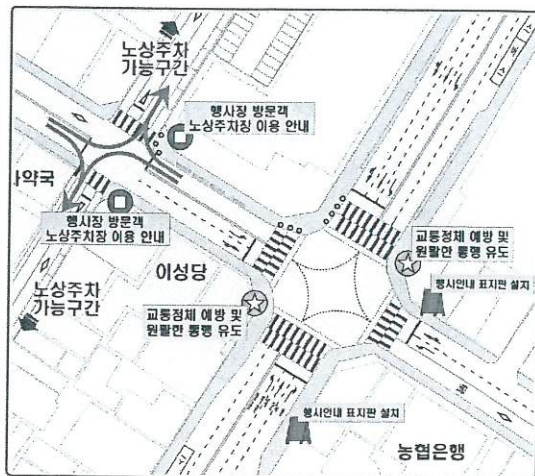 노상주차
가능구간
행사장 방문객
노상주차장 이용 안내
약국
행사장 방문객
노상주차장 이용 안내
이성당
노상주차
가능구간
교통정체 예방 및
원활한 통행 유도
행사안내 표지판 설치
교통정체 예방 및
원활한 통행 유도
행사안내 표지판 설치
농협은행